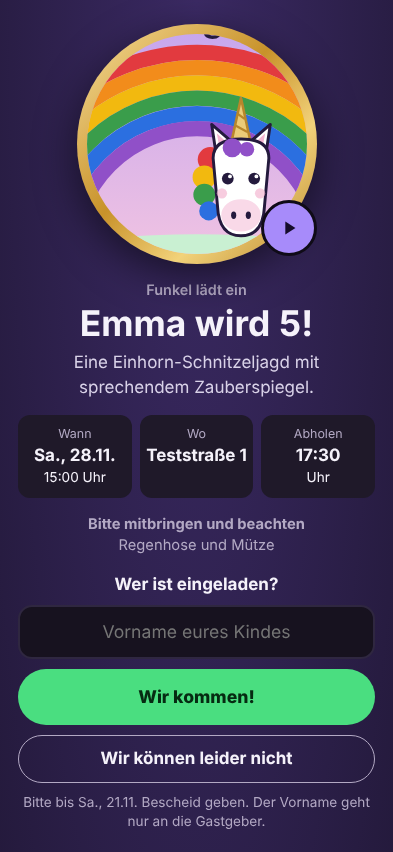 Funkel lädt ein
Emma wird 5!
Eine Einhorn-Schnitzeljagd mit
sprechendem Zauberspiegel.
Wann
Sa., 28.11.
15:00 Uhr
Wo
Teststraße 1
Abholen
17:30
Uhr
Bitte mitbringen und beachten
Regenhose und Mütze
Wer ist eingeladen?
Vorname eures Kindes
Wir kommen!
Wir können leider nicht
Bitte bis Sa., 21.11. Bescheid geben. Der Vorname geht
nur an die Gastgeber.